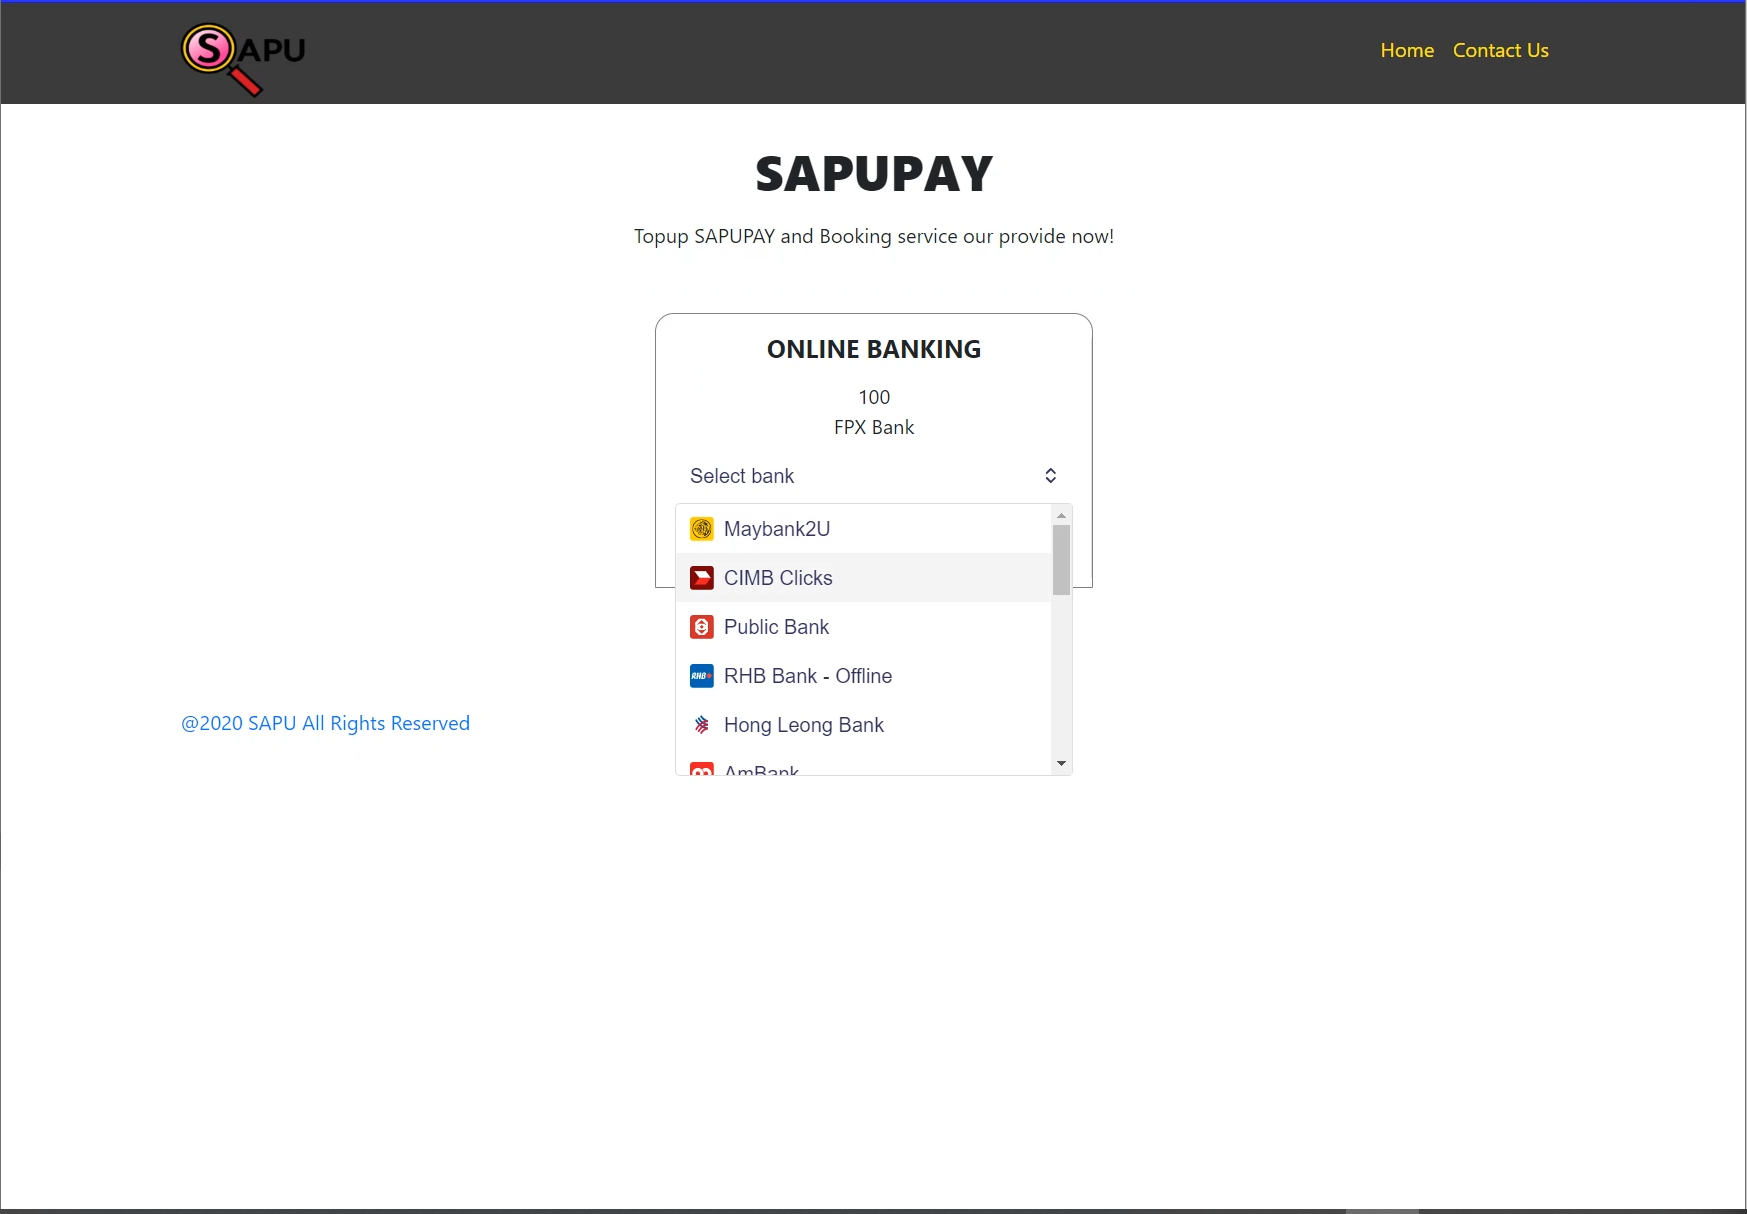 SAPU
Home Contact Us
SAPUPAY
Topup SAPUPAY and Booking service our provide now!
ONLINE BANKING
100
FPX Bank
Select bank
Maybank2U
CIMB Clicks
Public Bank
RHB RHB Bank - Offline
Hong Leong Bank
@2020 SAPU All Rights Reserved
AmBank